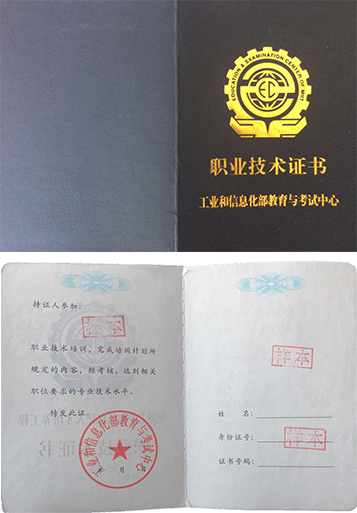 EDUCATION & EXAMINATION CENTER OF MIIT
EC
职业技术证书
工业和信息化部教育与考试中心
持证人参加：
样本
职业技术培训，完成培训计划所
规定的内容，经考核，达到相关
职位要求的专业技术水平。
特发此证。
工业和信息化部教育与考试中心
年 月 日
样本
姓 名：
身份证号：
样本
证书号码：